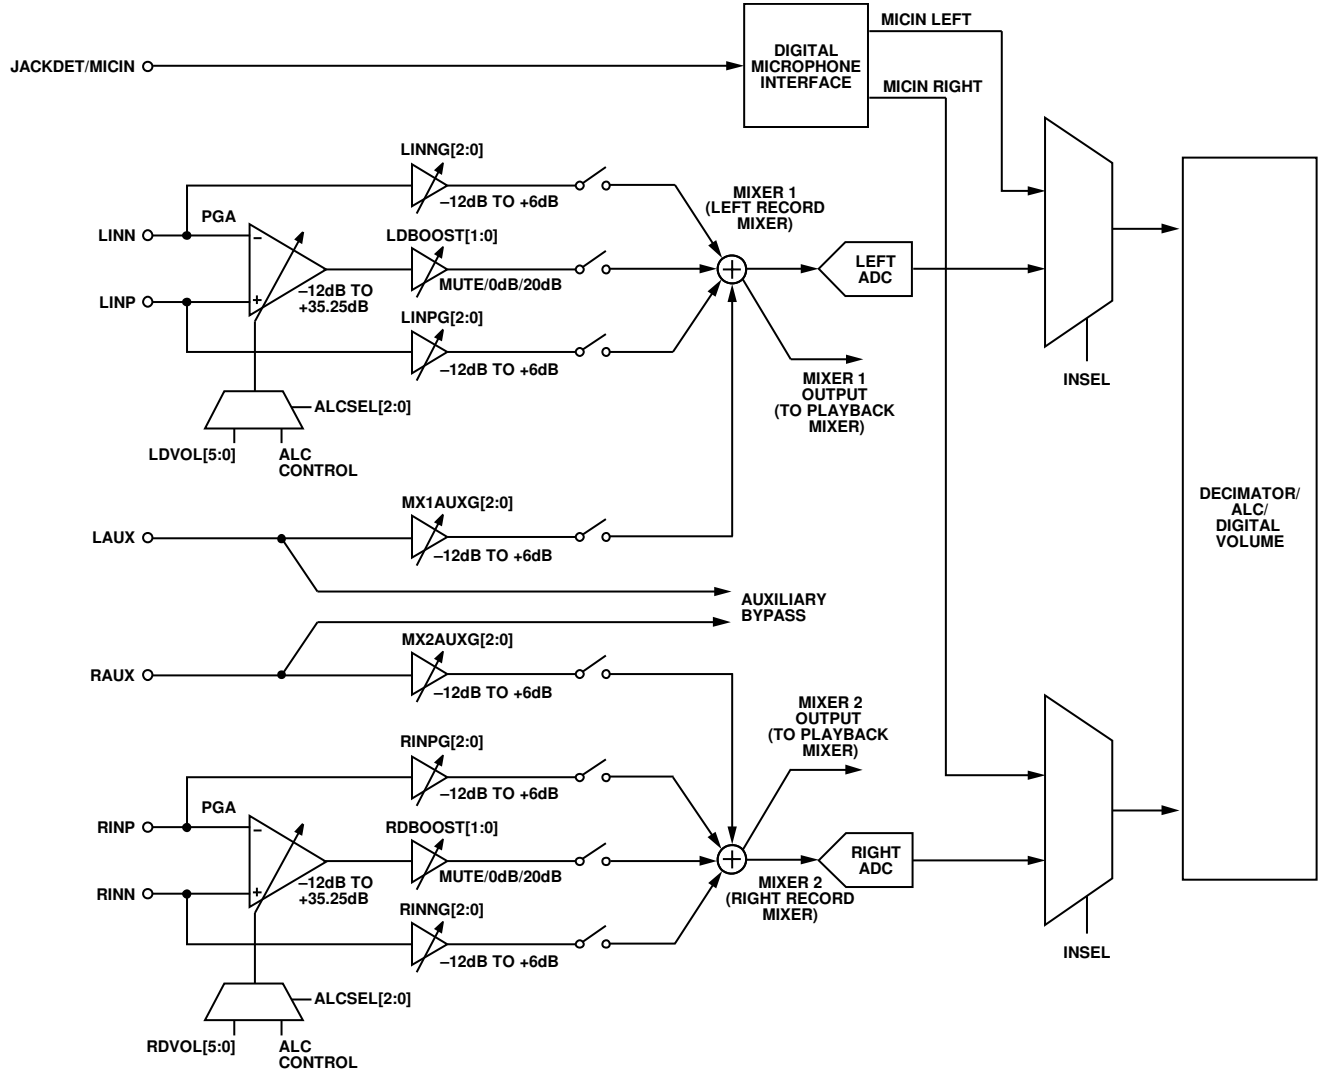 MICIN LEFT
JACKDET/MICIN
DIGITAL
MICROPHONE
INTERFACE
MICIN RIGHT
LINNG[2:0]
–12dB TO +6dB
MIXER 1
(LEFT RECORD
MIXER)
PGA
LINN
–
LDBOOST[1:0]
MUTE/0dB/20dB
LEFT
ADC
LINP
+
–12dB TO
+35.25dB
LINPG[2:0]
–12dB TO +6dB
MIXER 1
OUTPUT
(TO PLAYBACK
MIXER)
INSEL
ALCSEL[2:0]
LDVOL[5:0]
ALC
CONTROL
MX1AUXG[2:0]
LAUX
–12dB TO +6dB
DECIMATOR/
ALC/
DIGITAL
VOLUME
AUXILIARY
BYPASS
MX2AUXG[2:0]
RAUX
–12dB TO +6dB
MIXER 2
OUTPUT
(TO PLAYBACK
MIXER)
RINPG[2:0]
–12dB TO +6dB
PGA
RINP
–
RDBOOST[1:0]
MUTE/0dB/20dB
RIGHT
ADC
RINN
+
–12dB TO
+35.25dB
MIXER 2
(RIGHT RECORD
MIXER)
RINNG[2:0]
–12dB TO +6dB
INSEL
ALCSEL[2:0]
RDVOL[5:0]
ALC
CONTROL